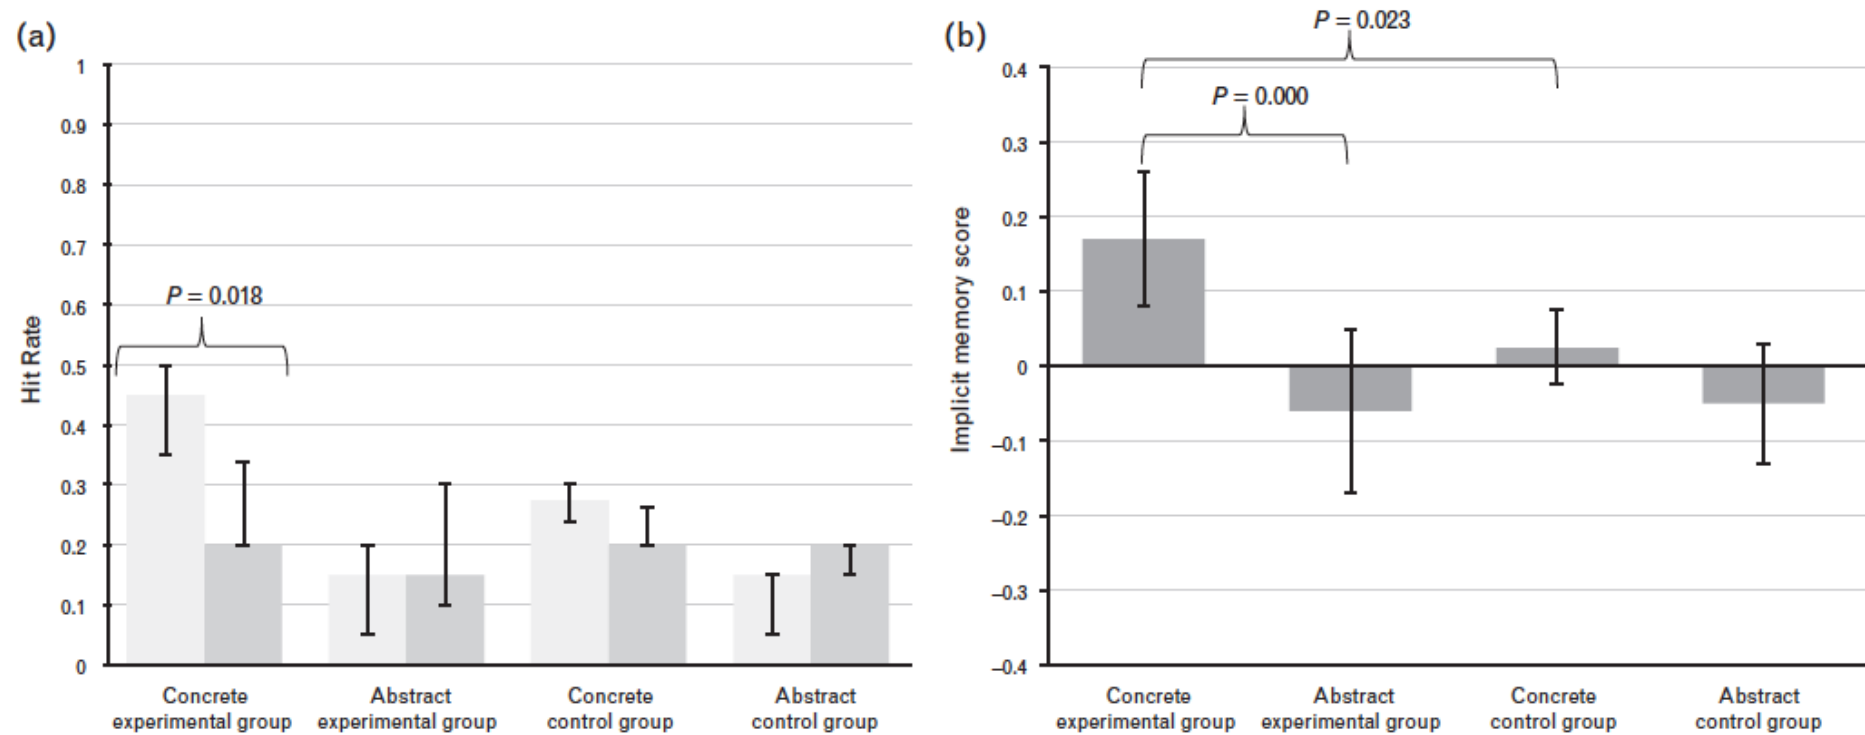 (a)
Hit Rate
1
0.9
0.8
0.7
0.6
0.5
0.4
0.3
0.2
0.1
0
P = 0.018
Concrete
experimental group
Abstract
experimental group
Concrete
control group
Abstract
control group
(b)
Implicit memory score
0.4
0.3
0.2
0.1
0
–0.1
–0.2
–0.3
–0.4
P = 0.023
P = 0.000
Concrete
experimental group
Abstract
experimental group
Concrete
control group
Abstract
control group